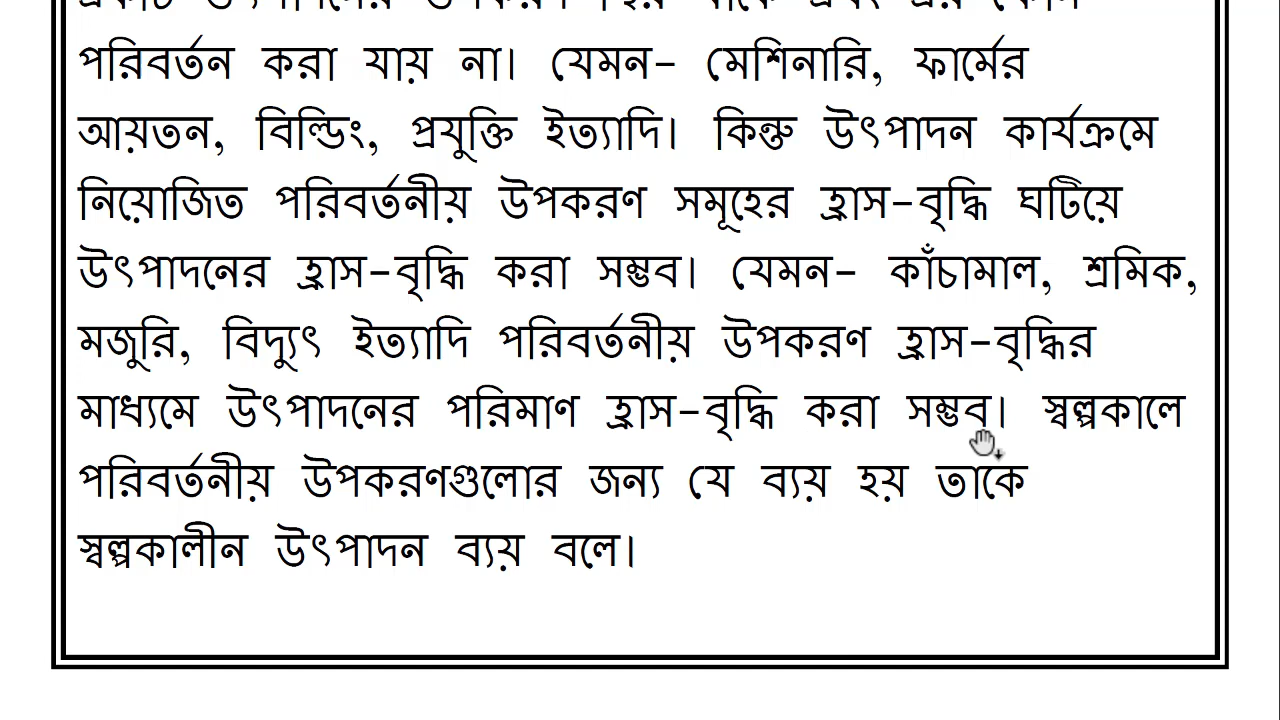 পরিবর্তন করা যায় না। যেমন- মেশিনারি, ফার্মের
আয়তন, বিল্ডিং, প্রযুক্তি ইত্যাদি। কিন্তু উৎপাদন কার্যক্রমে
নিয়োজিত পরিবর্তনীয় উপকরণ সমূহের হ্রাস-বৃদ্ধি ঘটিয়ে
উৎপাদনের হ্রাস-বৃদ্ধি করা সম্ভব। যেমন- কাঁচামাল, শ্রমিক,
মজুরি, বিদ্যুৎ ইত্যাদি পরিবর্তনীয় উপকরণ হ্রাস-বৃদ্ধির
মাধ্যমে উৎপাদনের পরিমাণ হ্রাস-বৃদ্ধি করা সম্ভব। স্বল্পকালে
পরিবর্তনীয় উপকরণগুলোর জন্য যে ব্যয় হয় তাকে
স্বল্পকালীন উৎপাদন ব্যয় বলে।